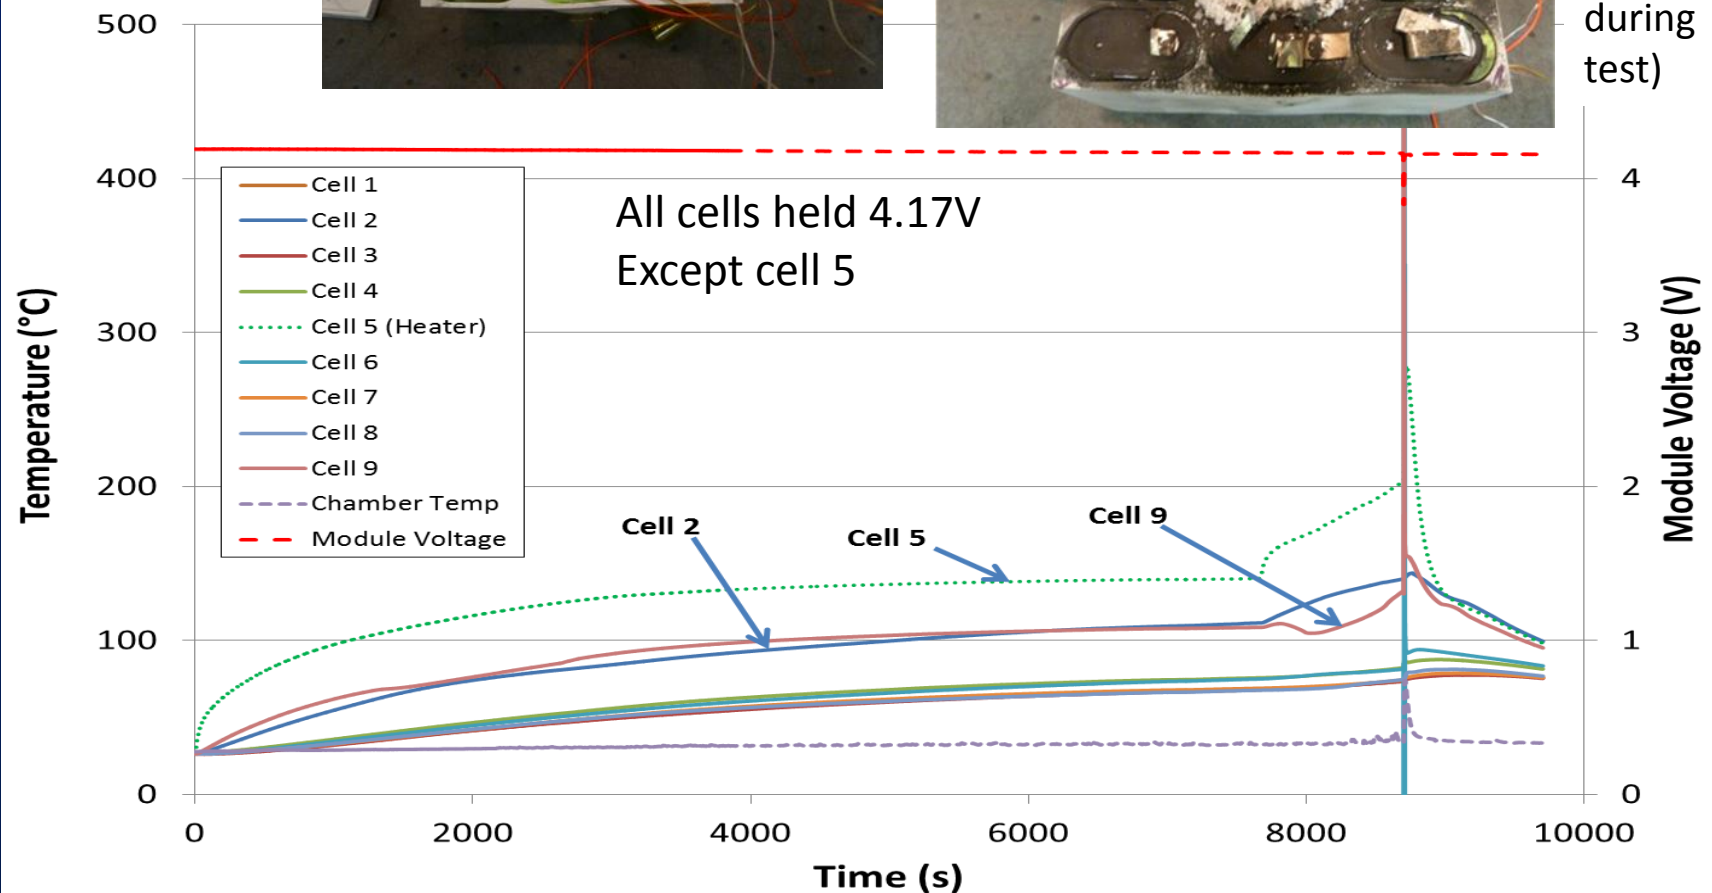 during
test)
500
400
300
200
100
0
Temperature (°C)
Cell 1
Cell 2
Cell 3
Cell 4
Cell 5 (Heater)
Cell 6
Cell 7
Cell 8
Cell 9
Chamber Temp
Module Voltage
All cells held 4.17V
Except cell 5
Cell 2
Cell 5
Cell 9
4
3
2
1
0
Module Voltage (V)
0
2000
4000
6000
8000
10000
Time (s)